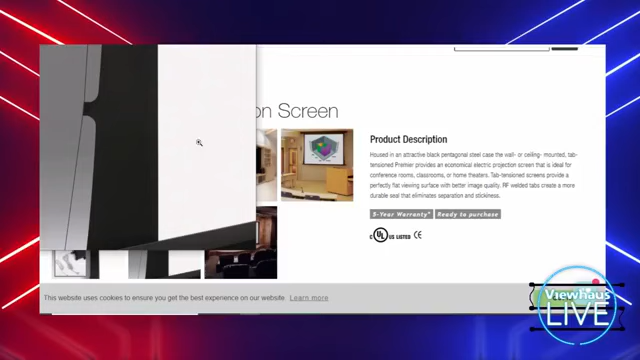 on Screen
Product Description
Housed in an attractive black pentagonal steel case the wall- or ceiling- mounted, tab-
tensioned Premier provides an economical electric projection screen that is ideal for
conference rooms, classrooms, or home theaters. Tab-tensioned screens provide a
perfectly flat viewing surface with better image quality. RF welded tabs create a more
durable seal that eliminates separation and stickiness.
5-Year Warranty* Ready to purchase
C UL US LISTED CE
This website uses cookies to ensure you get the best experience on our website Learn more
Viewhaus
LIVE